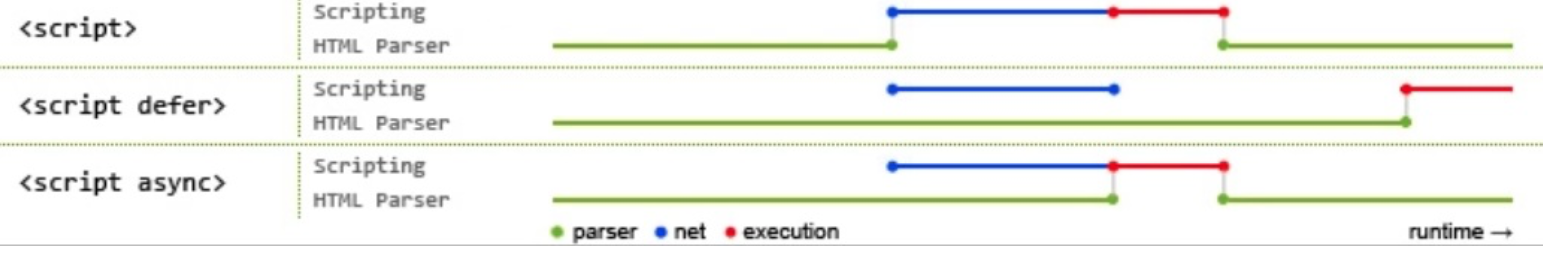 <script>
Scripting
HTML Parser
<script defer>
Scripting
HTML Parser
<script async>
Scripting
HTML Parser
parser net execution runtime →